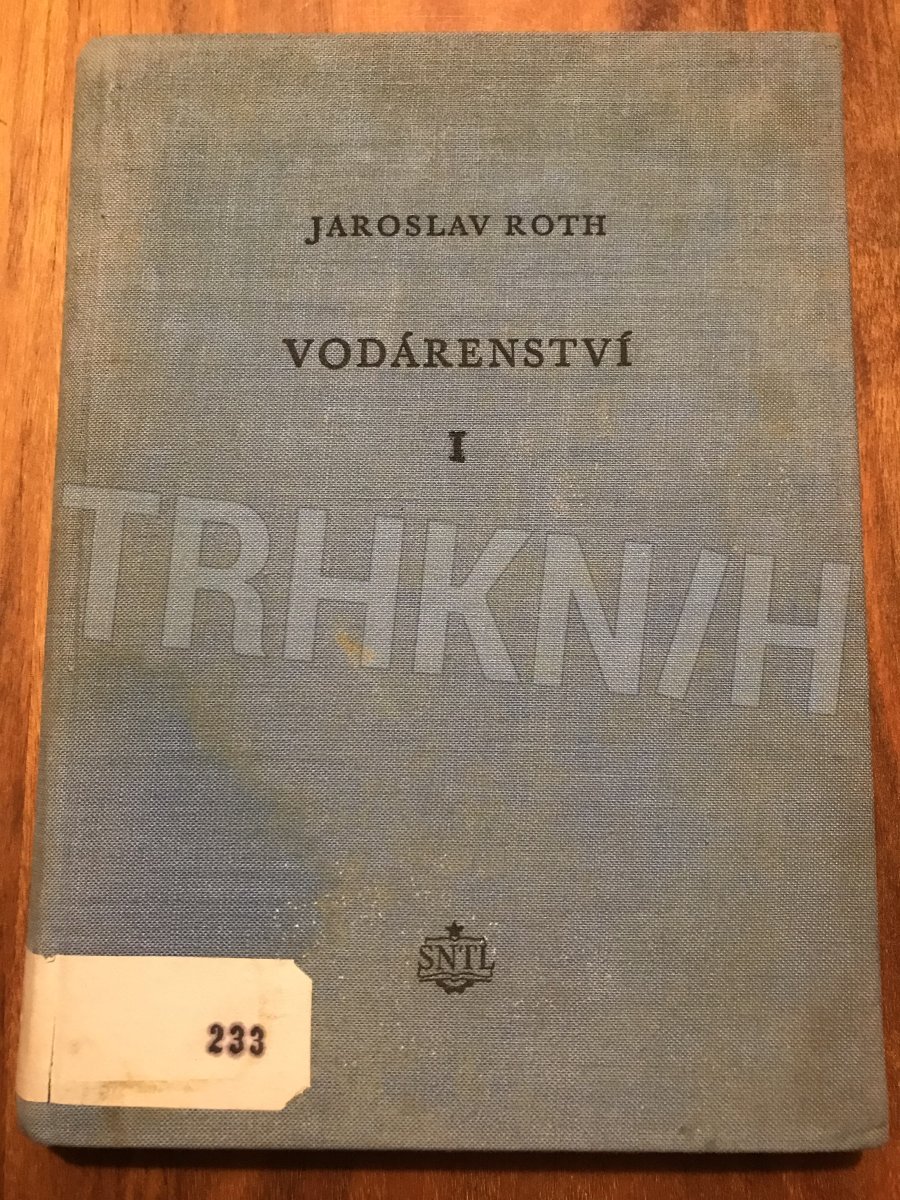 JAROSLAV ROTH
VODÁRENSTVÍ
I
TRHKNIH
SNTL
233